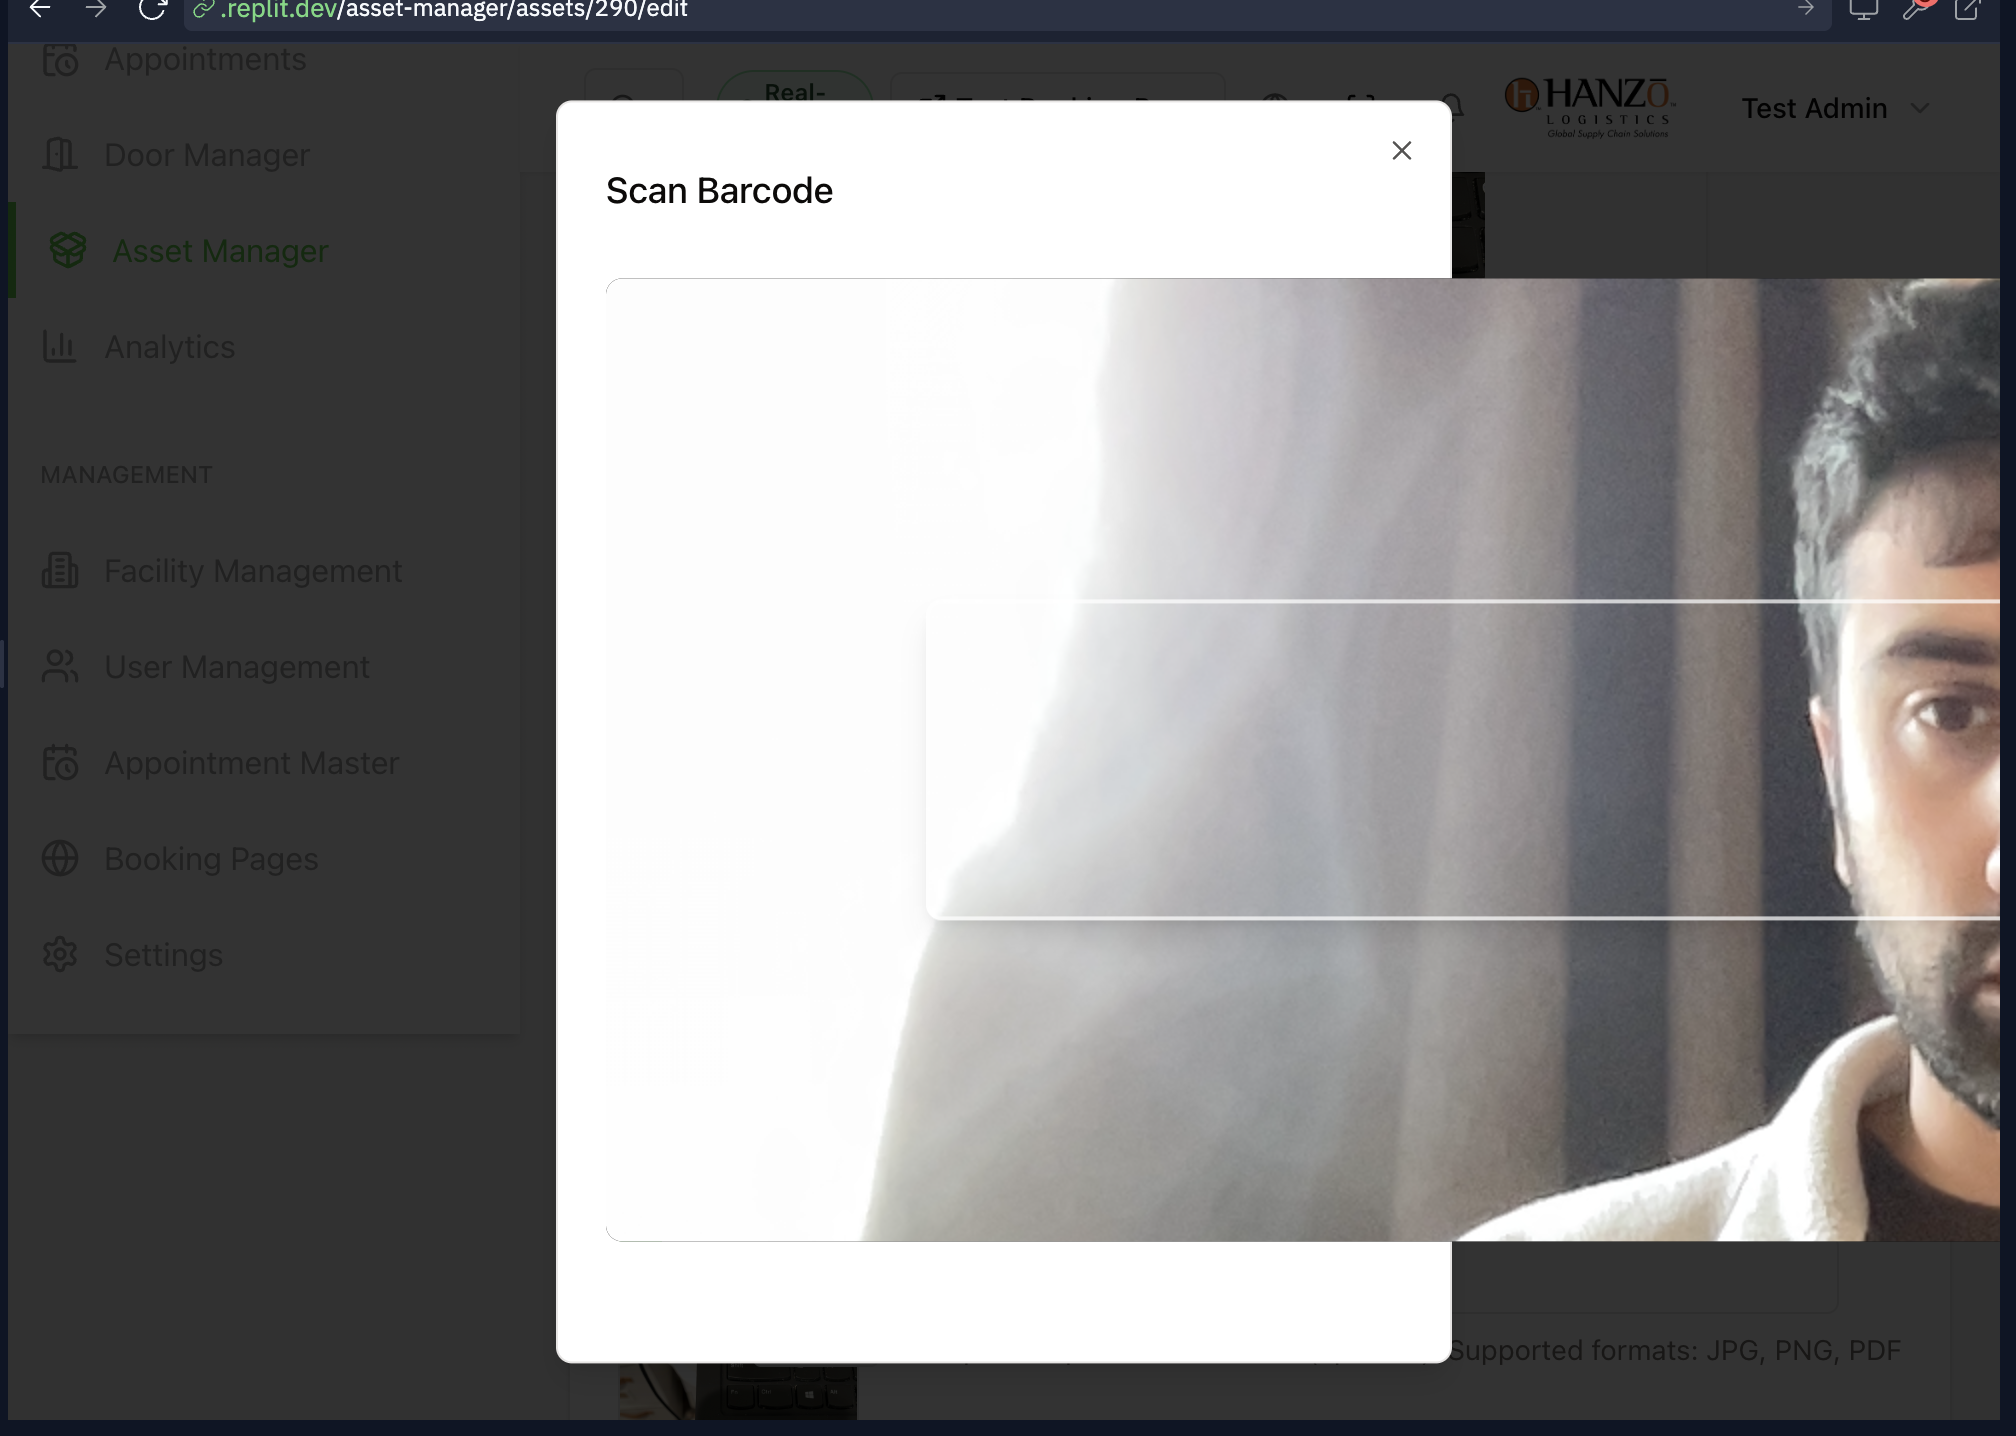 .replit.dev/asset-manager/assets/290/edit
Appointments
Door Manager
Asset Manager
Analytics
MANAGEMENT
Facility Management
User Management
Appointment Master
Booking Pages
Settings
Real-
HANZŌ
LOGISTICS
Global Supply Chain Solutions
Test Admin
Scan Barcode
Supported formats: JPG, PNG, PDF